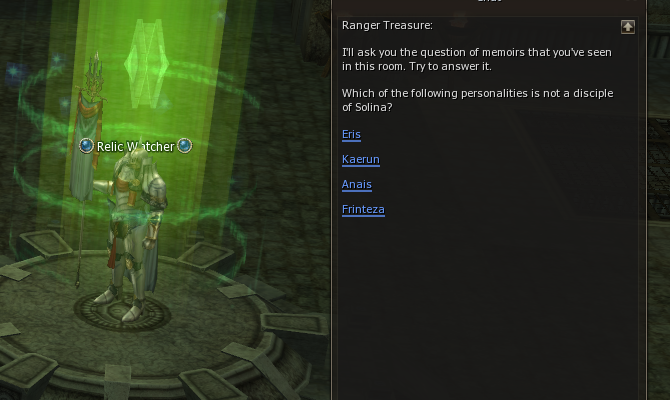 Ranger Treasure:
I'll ask you the question of memoirs that you've seen
in this room. Try to answer it.
Which of the following personalities is not a disciple
of Solina?
Relic Watcher
Eris
Kaerun
Anais
Frinteza